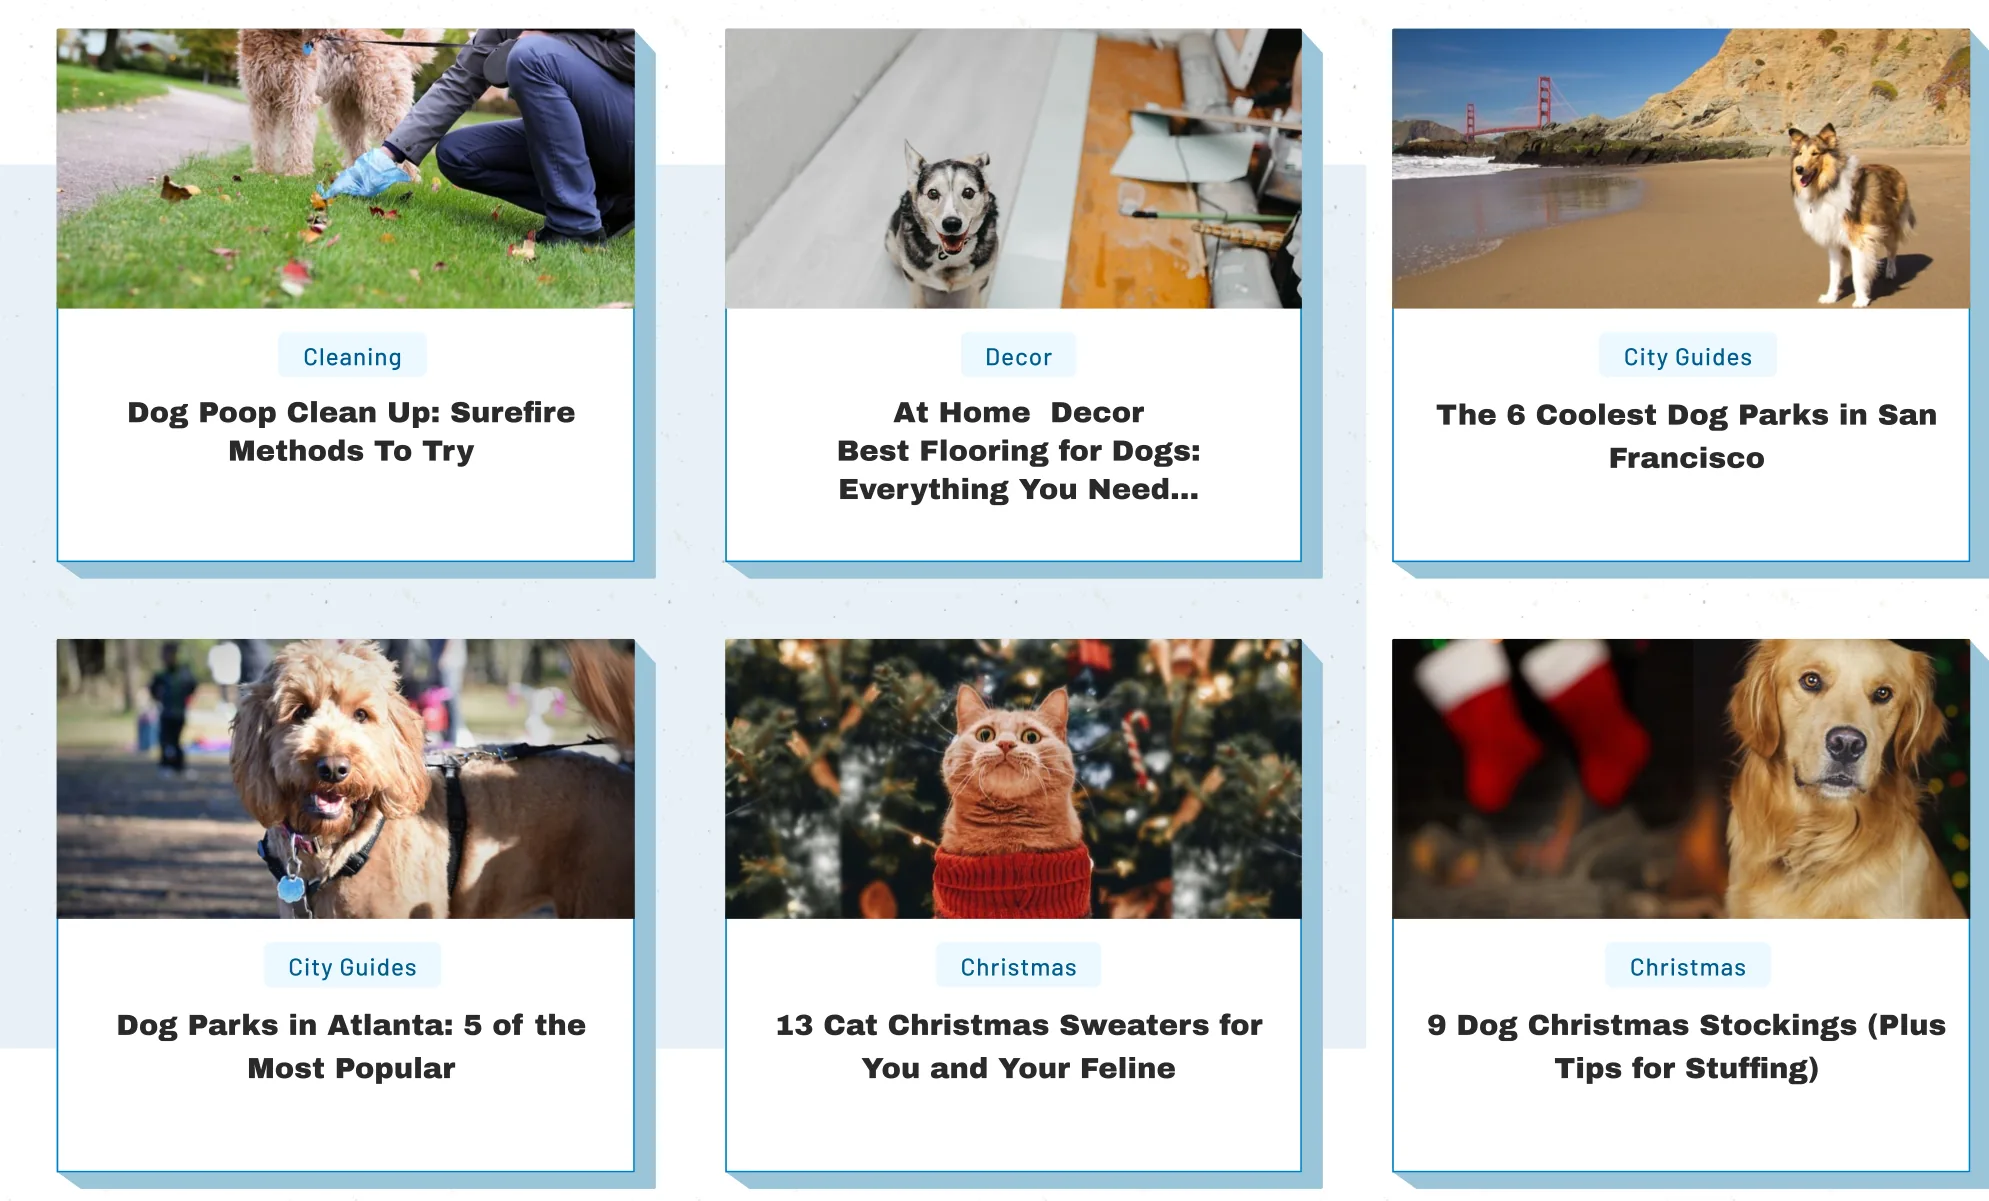 Cleaning
Dog Poop Clean Up: Surefire
Methods To Try
Decor
At Home  Decor
Best Flooring for Dogs:
Everything You Need...
City Guides
The 6 Coolest Dog Parks in San
Francisco
City Guides
Dog Parks in Atlanta: 5 of the
Most Popular
Christmas
13 Cat Christmas Sweaters for
You and Your Feline
Christmas
9 Dog Christmas Stockings (Plus
Tips for Stuffing)